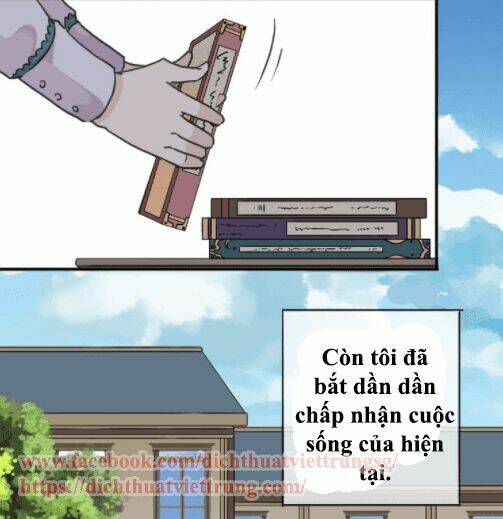 Còn tôi đã
bắt dần dần
chấp nhận cuộc
sống của hiện
tại.
www.facebook.com/dichthuatviettrungsg/
https://dichthuatviettrung.com/